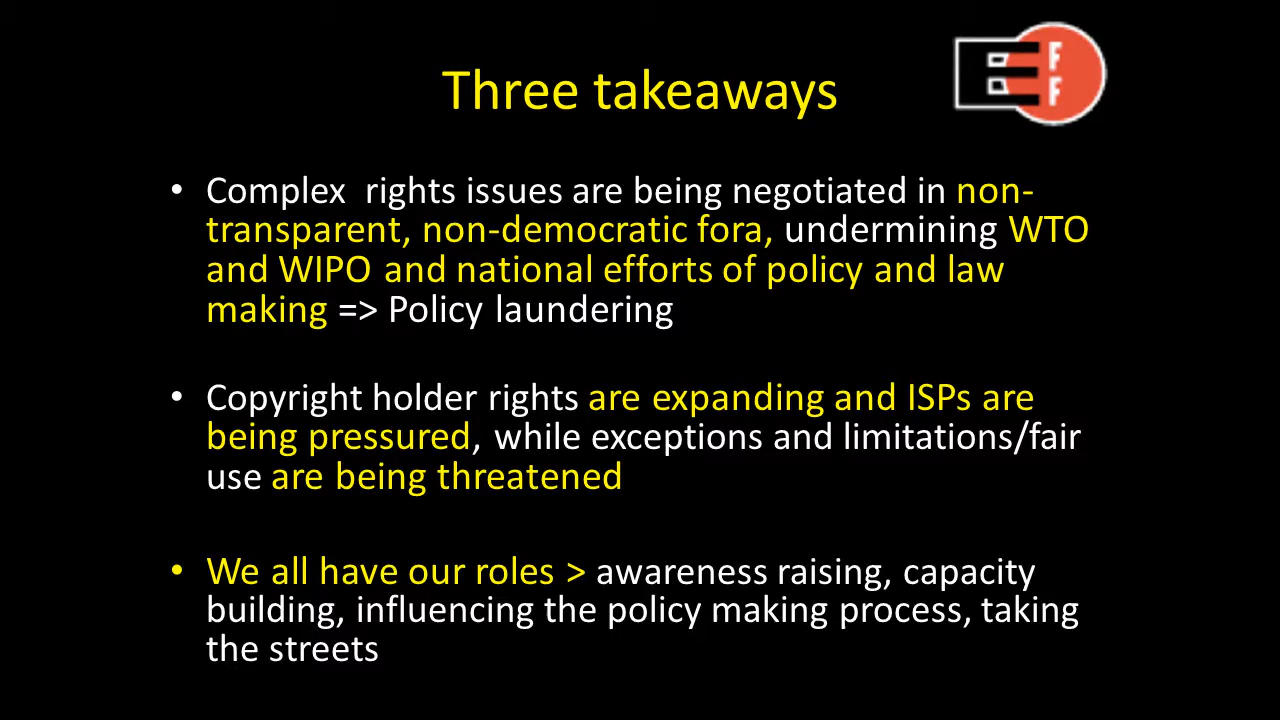 Three takeaways
EFF
• Complex  rights issues are being negotiated in non-
transparent, non-democratic fora, undermining WTO
and WIPO and national efforts of policy and law
making => Policy laundering
• Copyright holder rights are expanding and ISPs are
being pressured, while exceptions and limitations/fair
use are being threatened
• We all have our roles > awareness raising, capacity
building, influencing the policy making process, taking
the streets